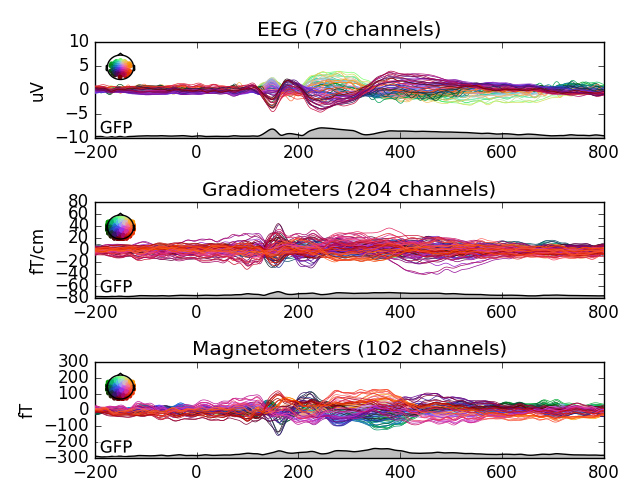 EEG (70 channels)
10
5
0
−5
−10
uV
GFP
−200 0 200 400 600 800
Gradiometers (204 channels)
80
60
40
20
0
−20
−40
−60
−80
fT/cm
GFP
−200 0 200 400 600 800
Magnetometers (102 channels)
300
200
100
0
−100
−200
−300
fT
GFP
−200 0 200 400 600 800